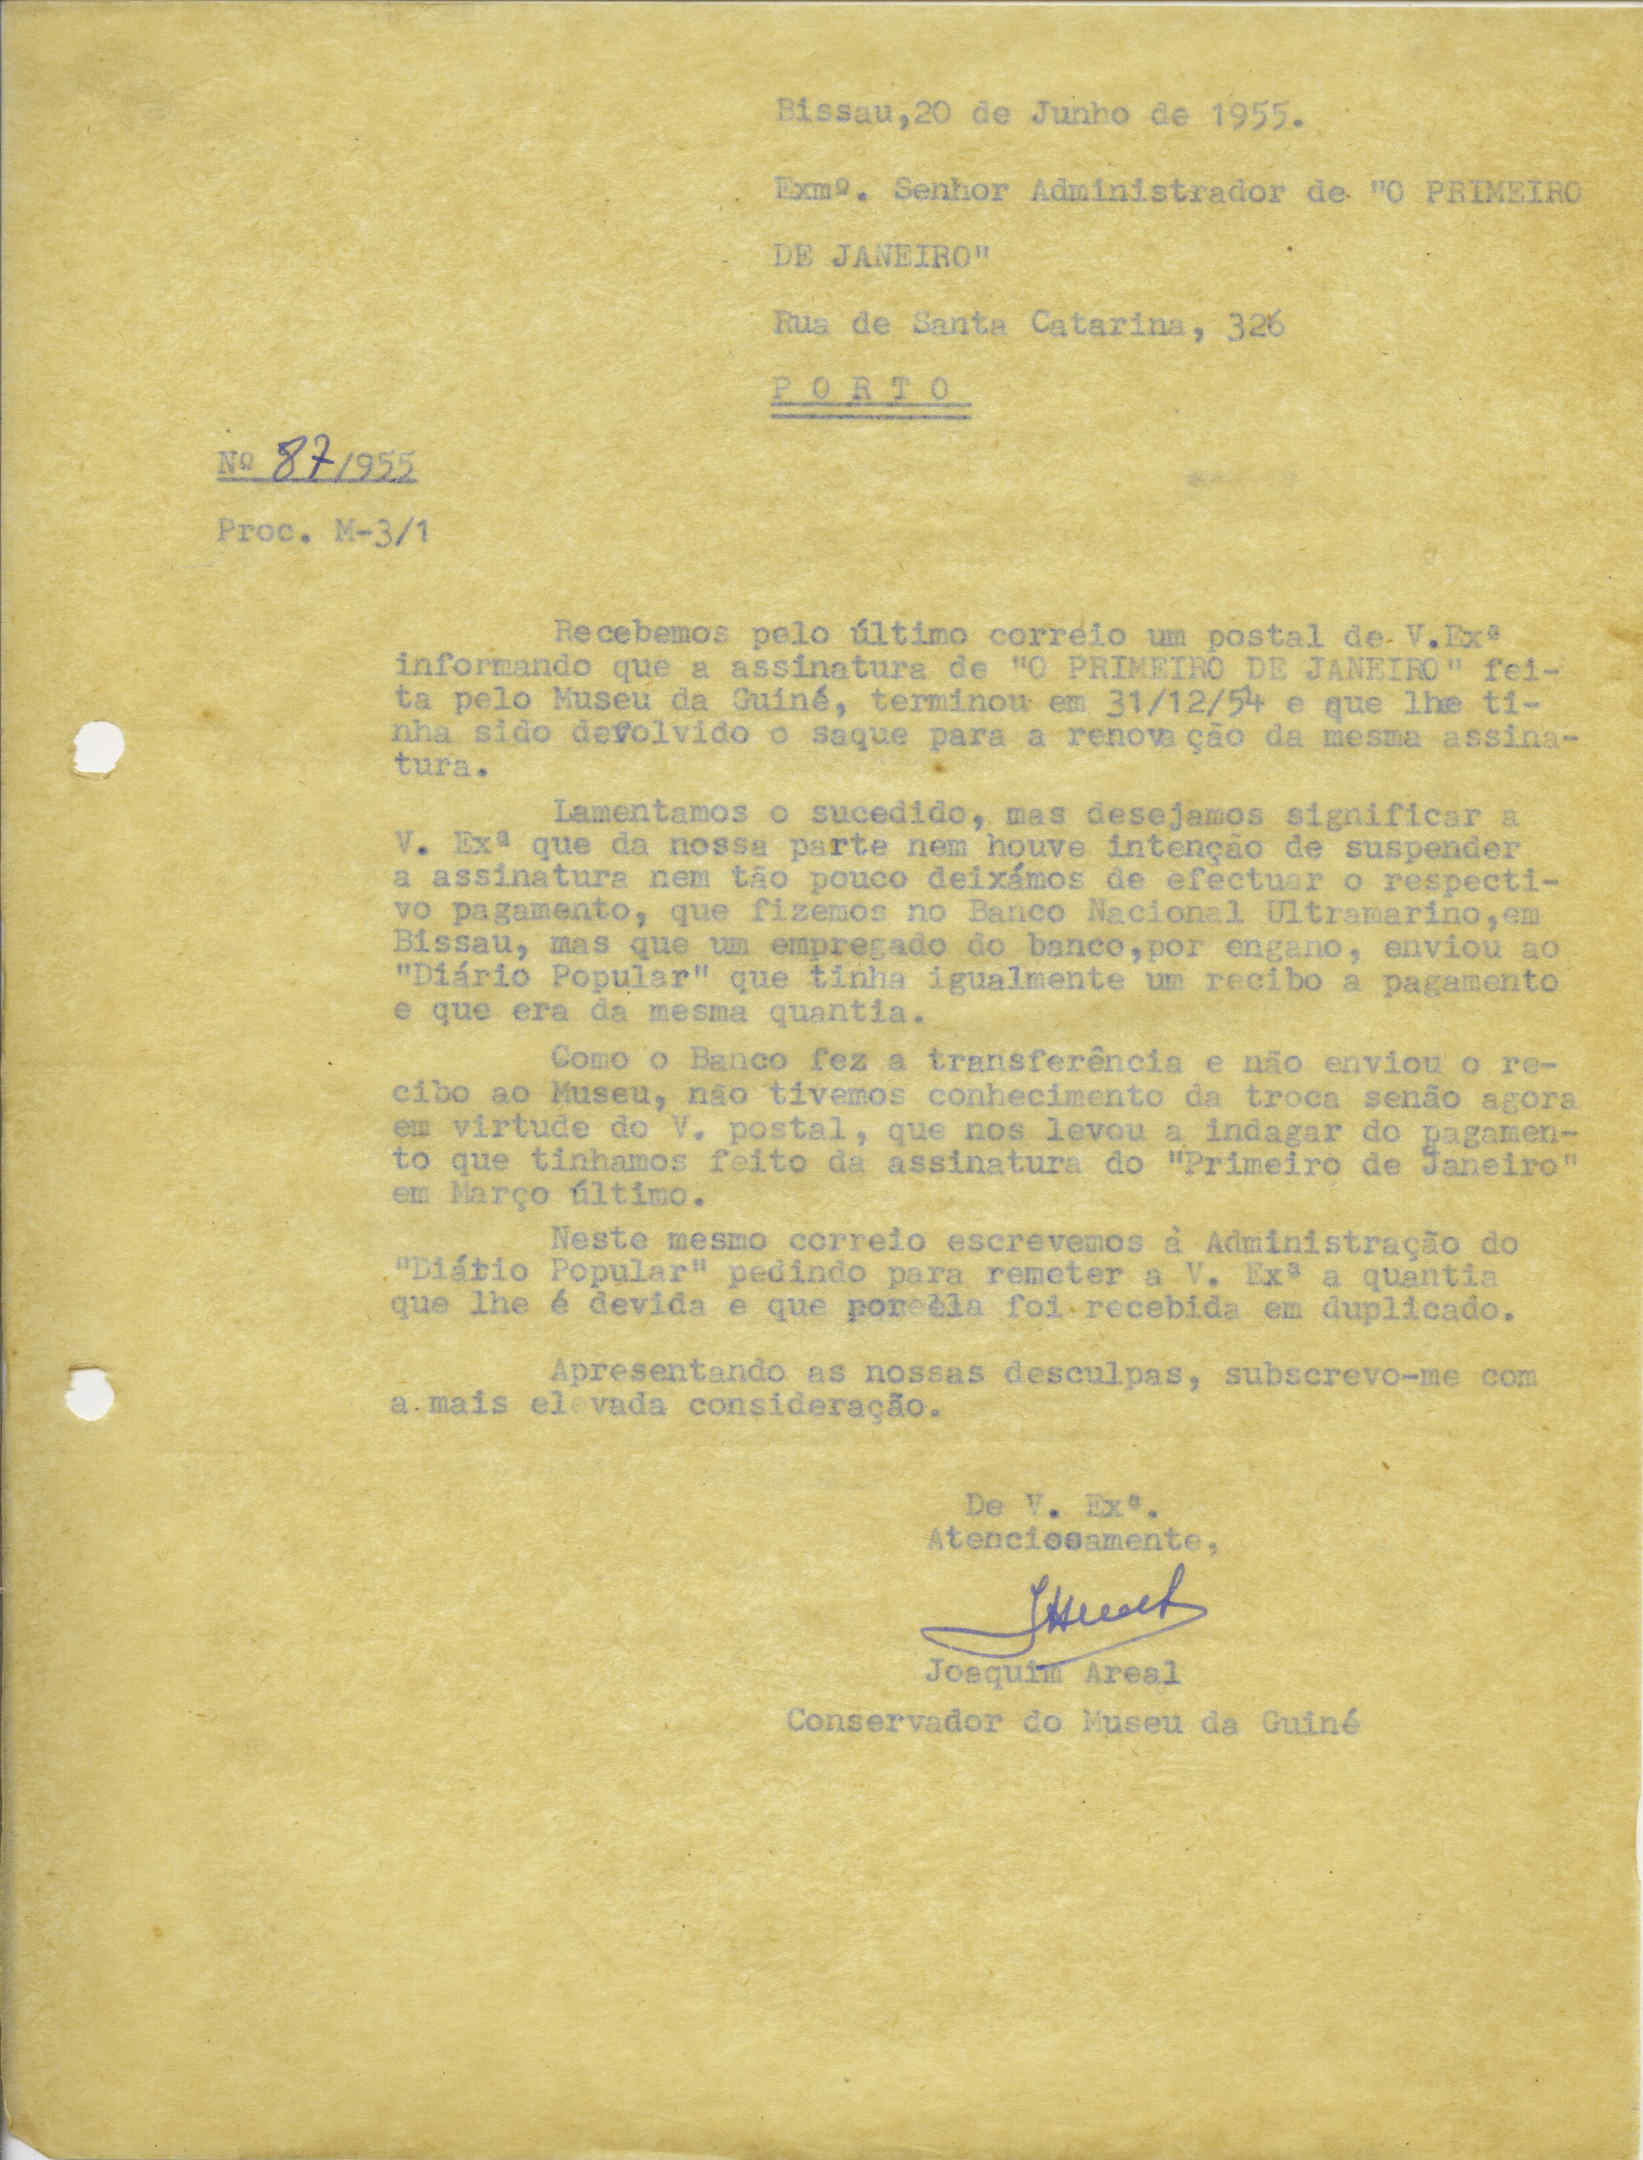 Bissau,20 de Junho de 1955.
Exmº. Senhor Administrador de "O PRIMEIRO
DE JANEIRO"
Rua de Santa Catarina, 326
P O R T O
Nº 87/1955
Proc. M-3/1
Recebemos pelo último correio um postal de V.Exª
informando que a assinatura de "O PRIMEIRO DE JANEIRO" fei-
ta pelo Museu da Guiné, terminou em 31/12/54 e que lhe ti-
nha sido devolvido o saque para a renovação da mesma assina-
tura.
Lamentamos o sucedido, mas desejamos significar a
V. Exª que da nossa parte nem houve intenção de suspender
a assinatura nem tão pouco deixámos de efectuar o respecti-
vo pagamento, que fizemos no Banco Nacional Ultramarino,em
Bissau, mas que um empregado do banco,por engano, enviou ao
"Diário Popular" que tinha igualmente um recibo a pagamento
e que era da mesma quantia.
Como o Banco fez a transferência e não enviou o re-
cibo ao Museu, não tivemos conhecimento da troca senão agora
em virtude do V. postal, que nos levou a indagar do pagamen-
to que tinhamos feito da assinatura do "Primeiro de Janeiro"
em Março último.
Neste mesmo correio escrevemos à Administração do
"Diário Popular" pedindo para remeter a V. Exª a quantia
que lhe é devida e que por ela foi recebida em duplicado.
Apresentando as nossas desculpas, subscrevo-me com
a mais elevada consideração.
De V. Exª.
Atenciosamente,
Joaquim Areal
Conservador do Museu da Guiné